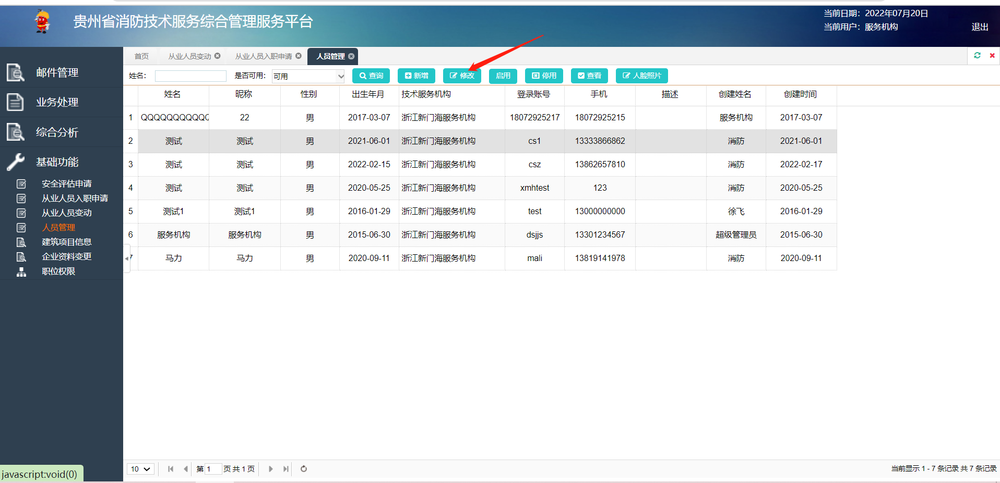 贵州省消防技术服务综合管理服务平台
当前日期：2022年07月20日
当前用户：服务机构
退出
首页 从业人员变动 从业人员入职申请 人员管理
姓名： 是否可用： 可用 查询 新增 修改 启用 停用 查看 人脸照片
邮件管理
业务处理
综合分析
基础功能
安全评估申请
从业人员入职申请
从业人员变动
人员管理
建筑项目信息
企业资料变更
职位权限
姓名 昵称 性别 出生年月 技术服务机构 登录账号 手机 描述 创建姓名 创建时间
1 QQQQQQQQQQQ 22 男 2017-03-07 浙江新门海服务机构 18072925217 18072925215 服务机构 2017-03-07
2 测试 测试 男 2021-06-01 浙江新门海服务机构 cs1 13333866862 消防 2021-06-01
3 测试 测试 男 2022-02-15 浙江新门海服务机构 csz 13862657810 消防 2022-02-17
4 测试 测试 男 2020-05-25 浙江新门海服务机构 xmhtest 123 消防 2020-05-25
5 测试1 测试1 男 2016-01-29 浙江新门海服务机构 test 13000000000 徐飞 2016-01-29
6 服务机构 服务机构 男 2015-06-30 浙江新门海服务机构 dsjjs 13301234567 超级管理员 2015-06-30
7 马力 马力 男 2020-09-11 浙江新门海服务机构 mali 13819141978 消防 2020-09-11
10 第 1 页 共 1 页
当前显示 1 - 7 条记录 共 7 条记录
javascript:void(0)